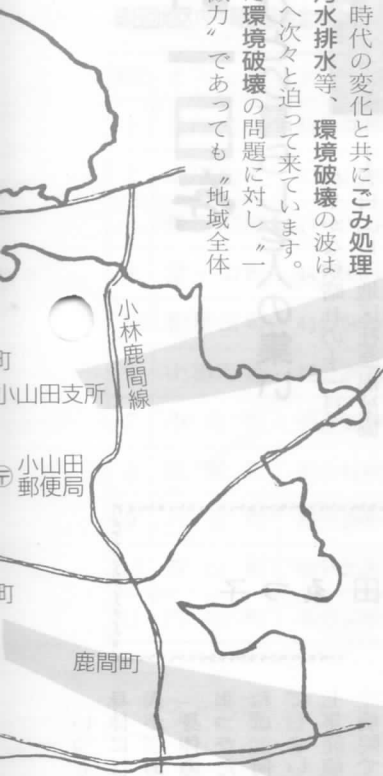 時代の変化と共にごみ処理
水排水等、環境破壊の波は
へ次々と迫って来ています。
環境破壊の問題に対し〝一
力〟であっても〝地域全体
小林鹿間線
町
小山田支所
〒小山田
郵便局
町
鹿間町